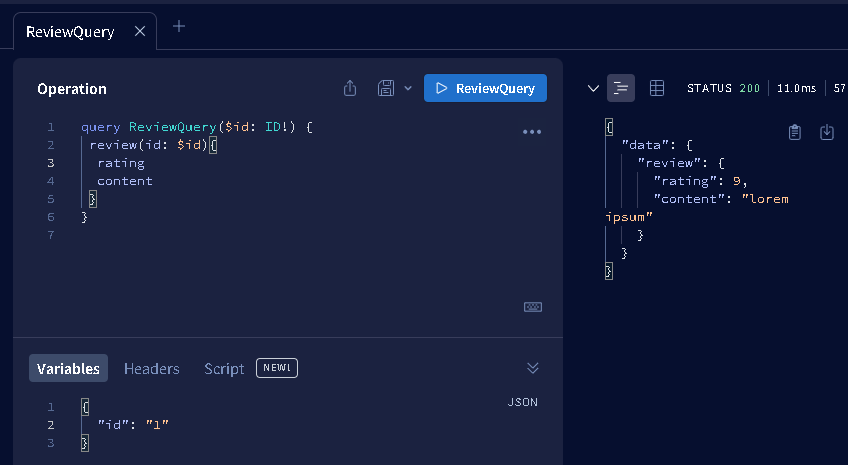 ReviewQuery
Operation
ReviewQuery
1 query ReviewQuery($id: ID!) {
2 review(id: $id){
3 rating
4 content
5 }
6 }
7
Variables Headers Script NEW!
JSON
1 {
2 "id": "1"
3 }
STATUS 200 11.0ms 57
{
"data": {
"review": {
"rating": 9,
"content": "lorem
ipsum"
}
}
}